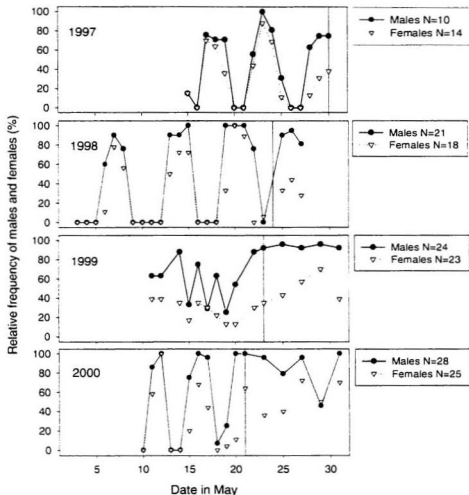 Relative frequency of males and females (%)
100
80
60
40
20
0
1997
Males N=10
Females N=14
100
80
60
40
20
0
1998
Males N=21
Females N=18
100
80
60
40
20
0
1999
Males N=24
Females N=23
100
80
60
40
20
0
2000
Males N=28
Females N=25
5 10 15 20 25 30
Date in May